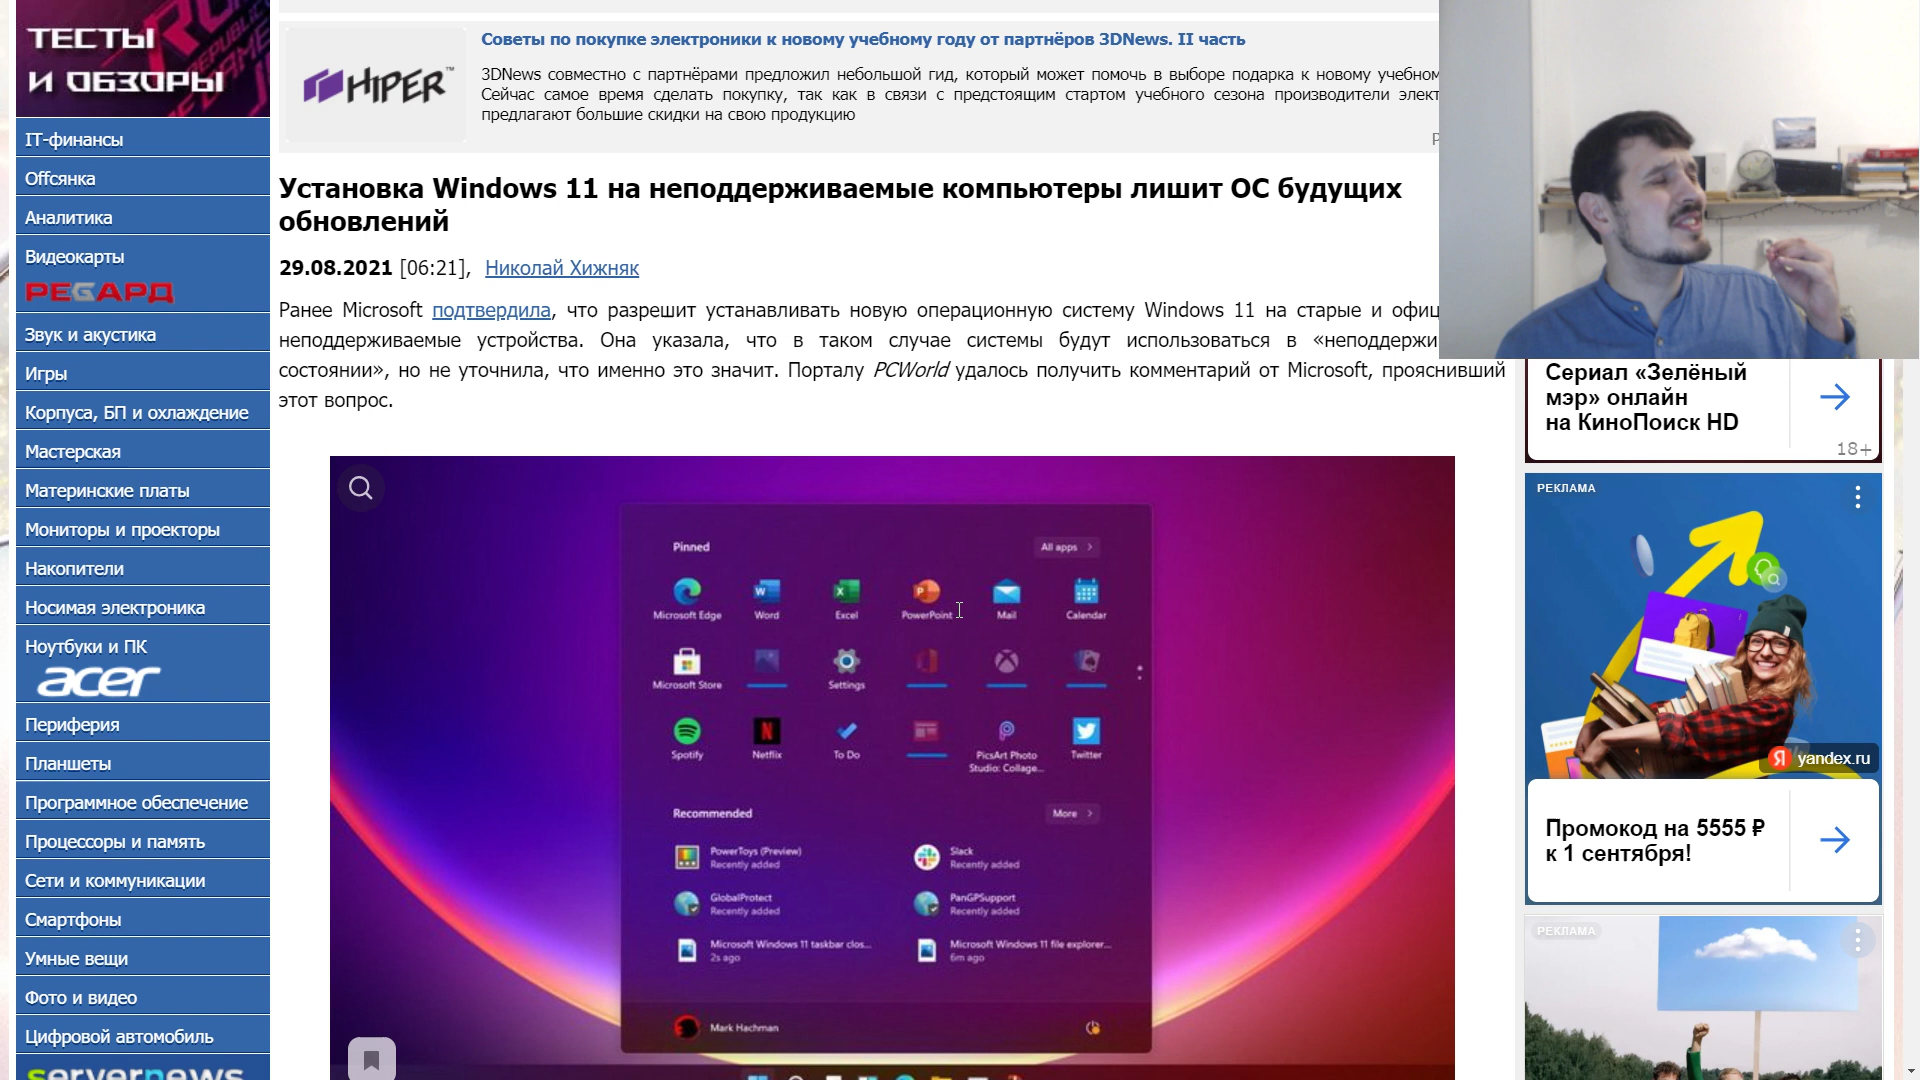 ТЕСТЫ
И ОБЗОРЫ
IT-финансы
Offсянка
Аналитика
Видеокарты
РЕГАРД
Звук и акустика
Игры
Корпуса, БП и охлаждение
Мастерская
Материнские платы
Мониторы и проекторы
Накопители
Носимая электроника
Ноутбуки и ПК
acer
Периферия
Планшеты
Программное обеспечение
Процессоры и память
Сети и коммуникации
Смартфоны
Умные вещи
Фото и видео
Цифровой автомобиль
servernews
HIPER™
Советы по покупке электроники к новому учебному году от партнёров 3DNews. II часть
3DNews совместно с партнёрами предложил небольшой гид, который может помочь в выборе подарка к новому учебном
Сейчас самое время сделать покупку, так как в связи с предстоящим стартом учебного сезона производители элект
предлагают большие скидки на свою продукцию
Установка Windows 11 на неподдерживаемые компьютеры лишит ОС будущих
обновлений
29.08.2021 [06:21], Николай Хижняк
Ранее Microsoft подтвердила, что разрешит устанавливать новую операционную систему Windows 11 на старые и офиц
неподдерживаемые устройства. Она указала, что в таком случае системы будут использоваться в «неподдержи
состоянии», но не уточнила, что именно это значит. Порталу PCWorld удалось получить комментарий от Microsoft, прояснивший
этот вопрос.
Pinned
All apps
Microsoft Edge
Word
Excel
PowerPoint
Mail
Calendar
Microsoft Store
Settings
Spotify
Netflix
To Do
PicsArt Photo
Studio: Collage...
Twitter
Recommended
More
PowerToys (Preview)
Recently added
Slack
Recently added
GlobalProtect
Recently added
PanGPSupport
Recently added
Microsoft Windows 11 taskbar clos...
2s ago
Microsoft Windows 11 file explorer...
6m ago
Mark Hachman
Сериал «Зелёный
мэр» онлайн
на КиноПоиск HD
18+
РЕКЛАМА
Я yandex.ru
Промокод на 5555 ₽
к 1 сентября!
РЕКЛАМА